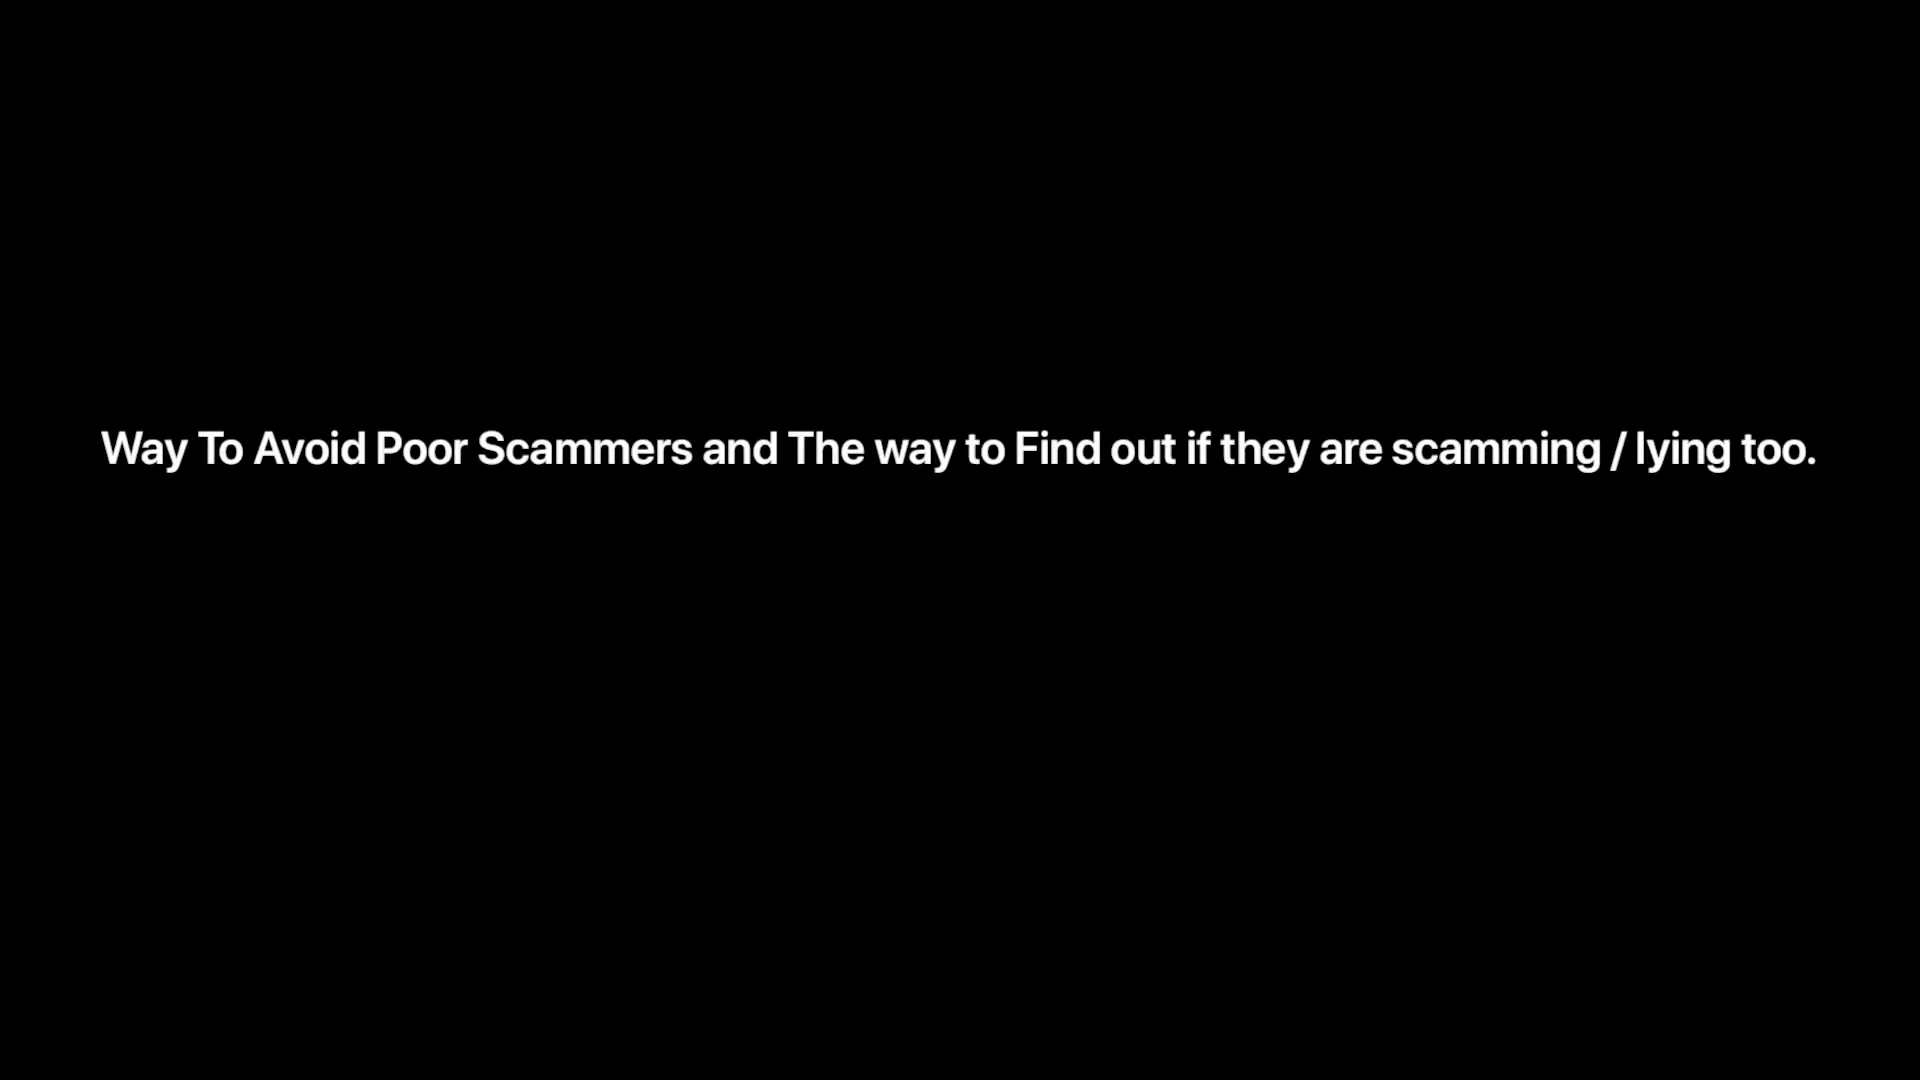 Way To Avoid Poor Scammers and The way to Find out if they are scamming / lying too.